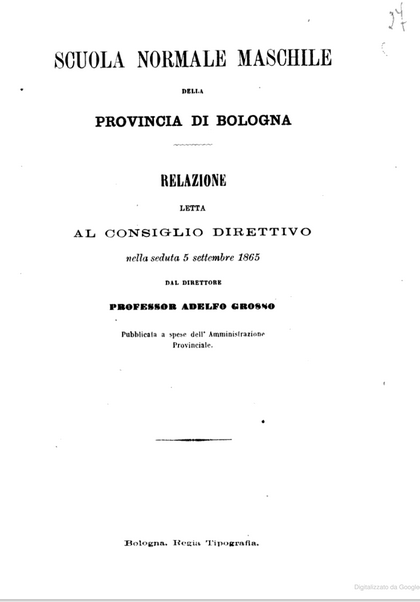 27
SCUOLA NORMALE MASCHILE
DELLA
PROVINCIA DI BOLOGNA
RELAZIONE
LETTA
AL CONSIGLIO DIRETTIVO
nella seduta 5 settembre 1865
DAL DIRETTORE
PROFESSOR ADELFO GROSSO
Pubblicata a spese dell' Amministrazione
Provinciale.
Bologna. Regia Tipografia.
Digitalizzato da Google